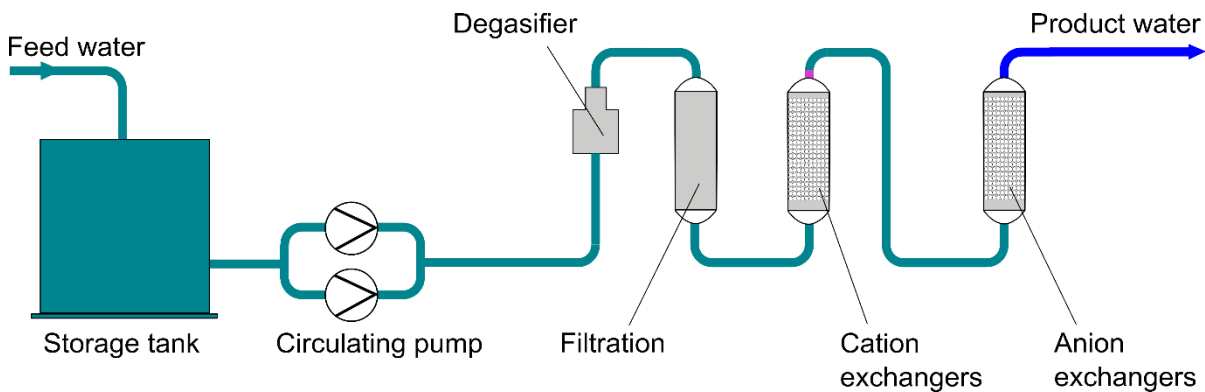 Feed water
Degasifier
Product water
Storage tank
Circulating pump
Filtration
Cation
exchangers
Anion
exchangers